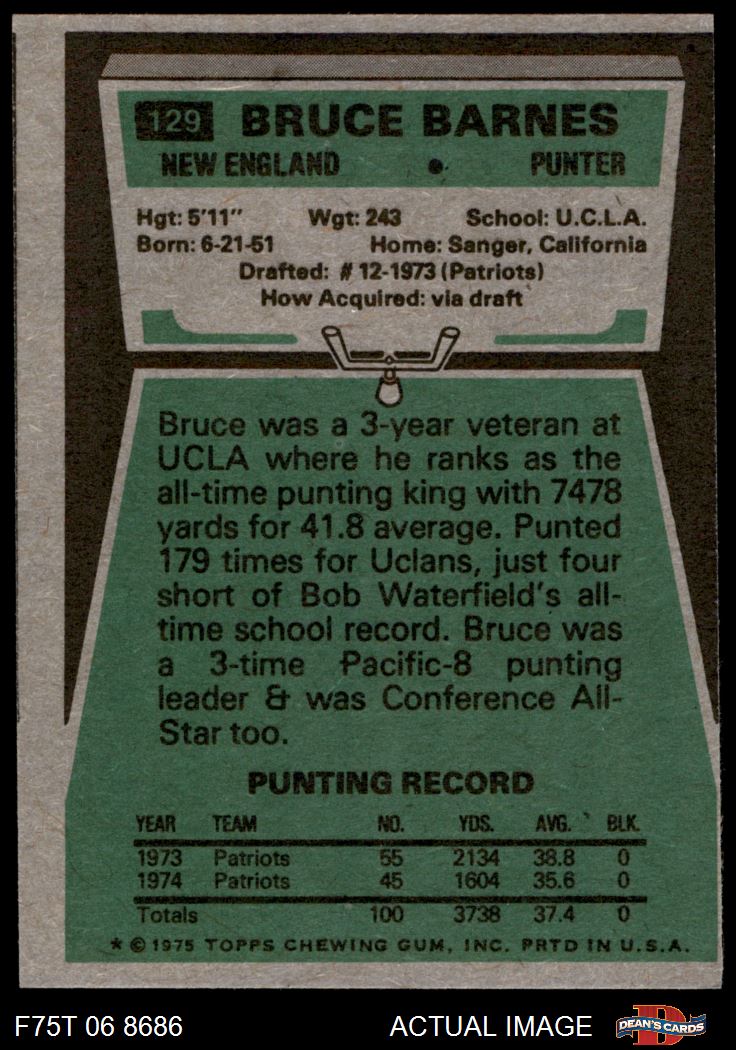 129 BRUCE BARNES
NEW ENGLAND • PUNTER
Hgt: 5'11" Wgt: 243 School: U.C.L.A.
Born: 6-21-51 Home: Sanger, California
Drafted: # 12-1973 (Patriots)
How Acquired: via draft
Bruce was a 3-year veteran at
UCLA where he ranks as the
all-time punting king with 7478
yards for 41.8 average. Punted
179 times for Uclans, just four
short of Bob Waterfield's all-
time school record. Bruce was
a 3-time Pacific-8 punting
leader & was Conference All-
Star too.
PUNTING RECORD
YEAR TEAM NO. YDS. AVG. BLK.
1973 Patriots 55 2134 38.8 0
1974 Patriots 45 1604 35.6 0
Totals 100 3738 37.4 0
* © 1975 TOPPS CHEWING GUM, INC. PRTD IN U.S.A.
F75T 06 8686 ACTUAL IMAGE D DEAN'S CARDS